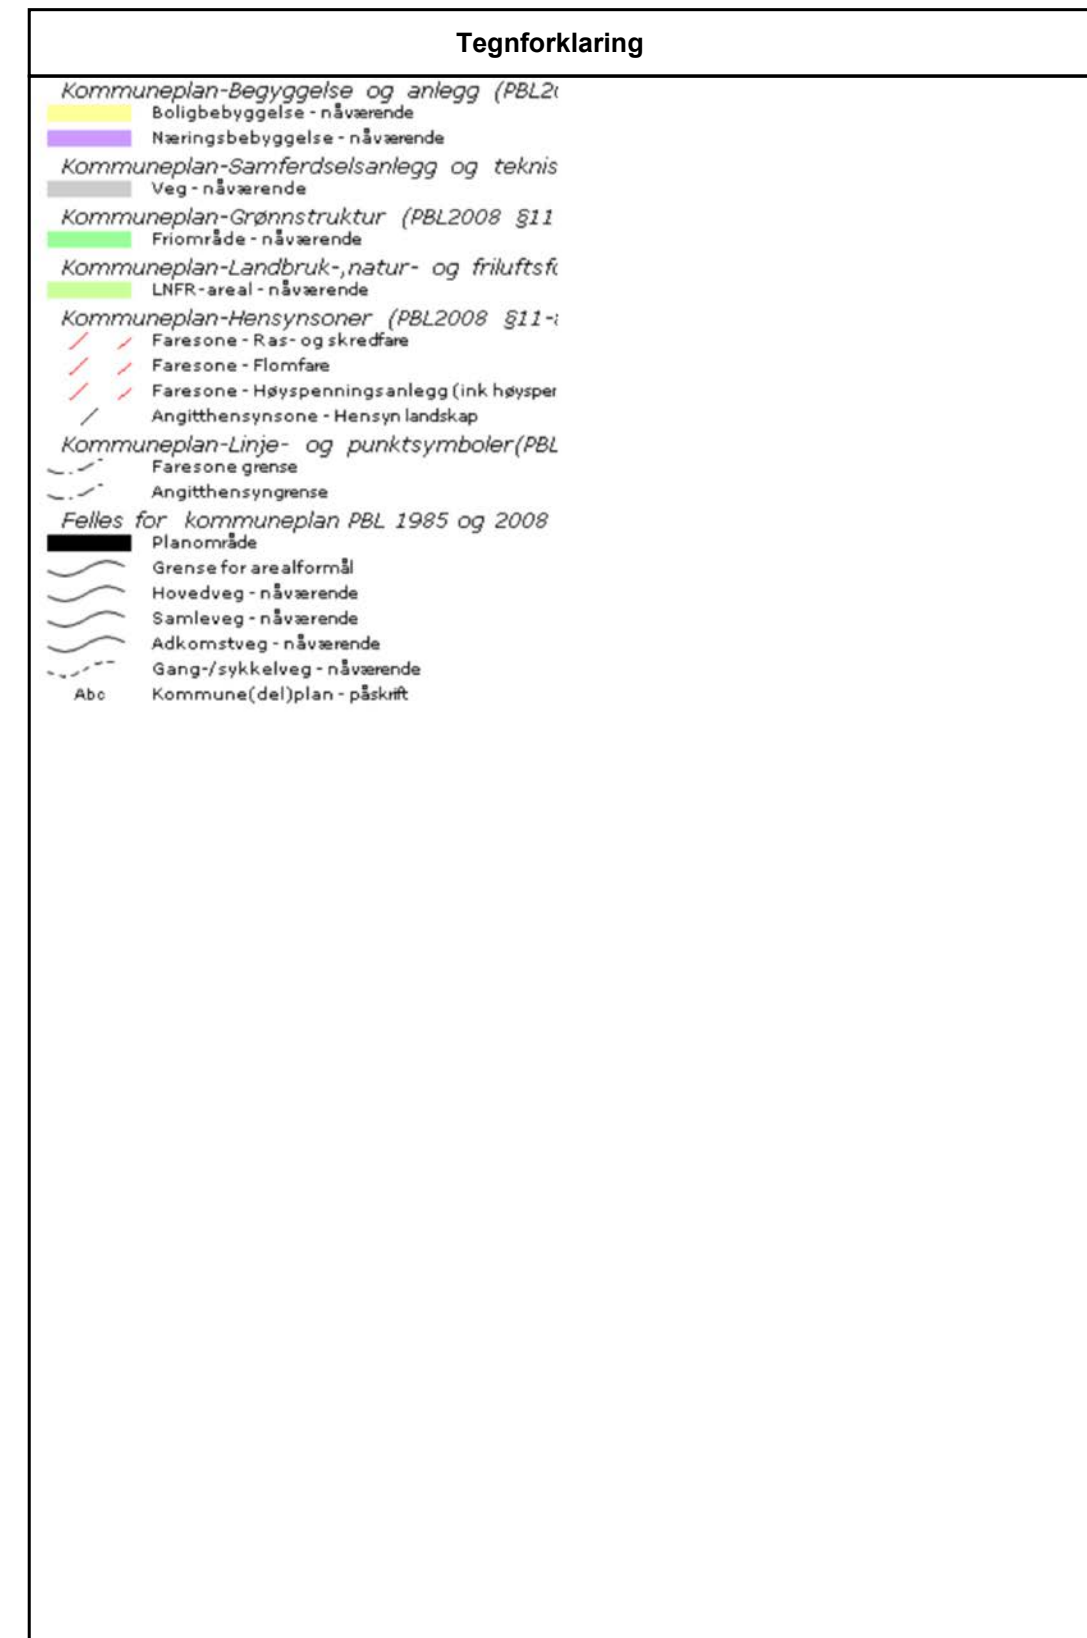 Tegnforklaring
Kommuneplan-Begyggelse og anlegg (PBL20
Boligbebyggelse - nåværende
Næringsbebyggelse - nåværende
Kommuneplan-Samferdselsanlegg og teknis
Veg - nåværende
Kommuneplan-Grønnstruktur (PBL2008 §11
Friområde - nåværende
Kommuneplan-Landbruk-,natur- og friluftsfo
LNFR-areal - nåværende
Kommuneplan-Hensynsoner (PBL2008 §11-8
Faresone - Ras- og skredfare
Faresone - Flomfare
Faresone - Høyspenningsanlegg (ink høysper
Angitthensynsone - Hensyn landskap
Kommuneplan-Linje- og punktsymboler(PBL
Faresone grense
Angitthensyngrense
Felles for kommuneplan PBL 1985 og 2008
Planområde
Grense for arealformål
Hovedveg - nåværende
Samleveg - nåværende
Adkomstveg - nåværende
Gang-/sykkelveg - nåværende
Abc Kommune(del)plan - påskrift